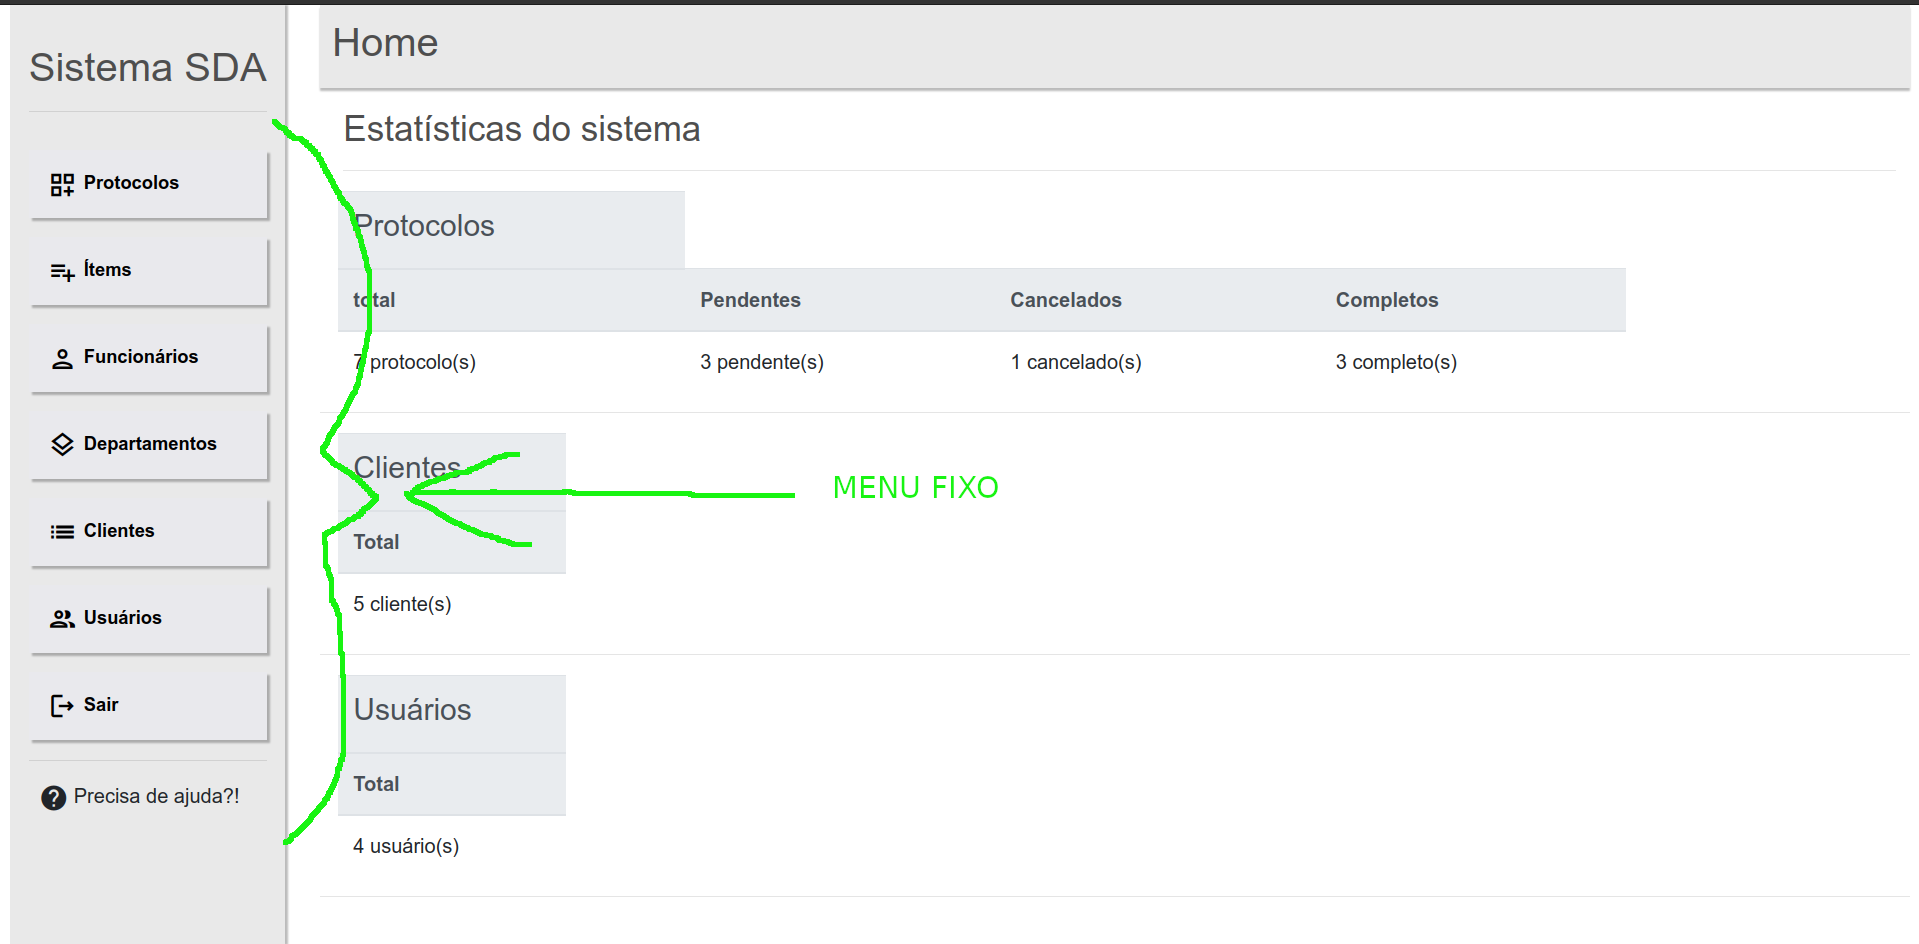 Sistema SDA
Protocolos
Ítems
Funcionários
Departamentos
Clientes
Usuários
Sair
Precisa de ajuda?!
Home
Estatísticas do sistema
Protocolos
total Pendentes Cancelados Completos
7 protocolo(s) 3 pendente(s) 1 cancelado(s) 3 completo(s)
Clientes
MENU FIXO
Total
5 cliente(s)
Usuários
Total
4 usuário(s)